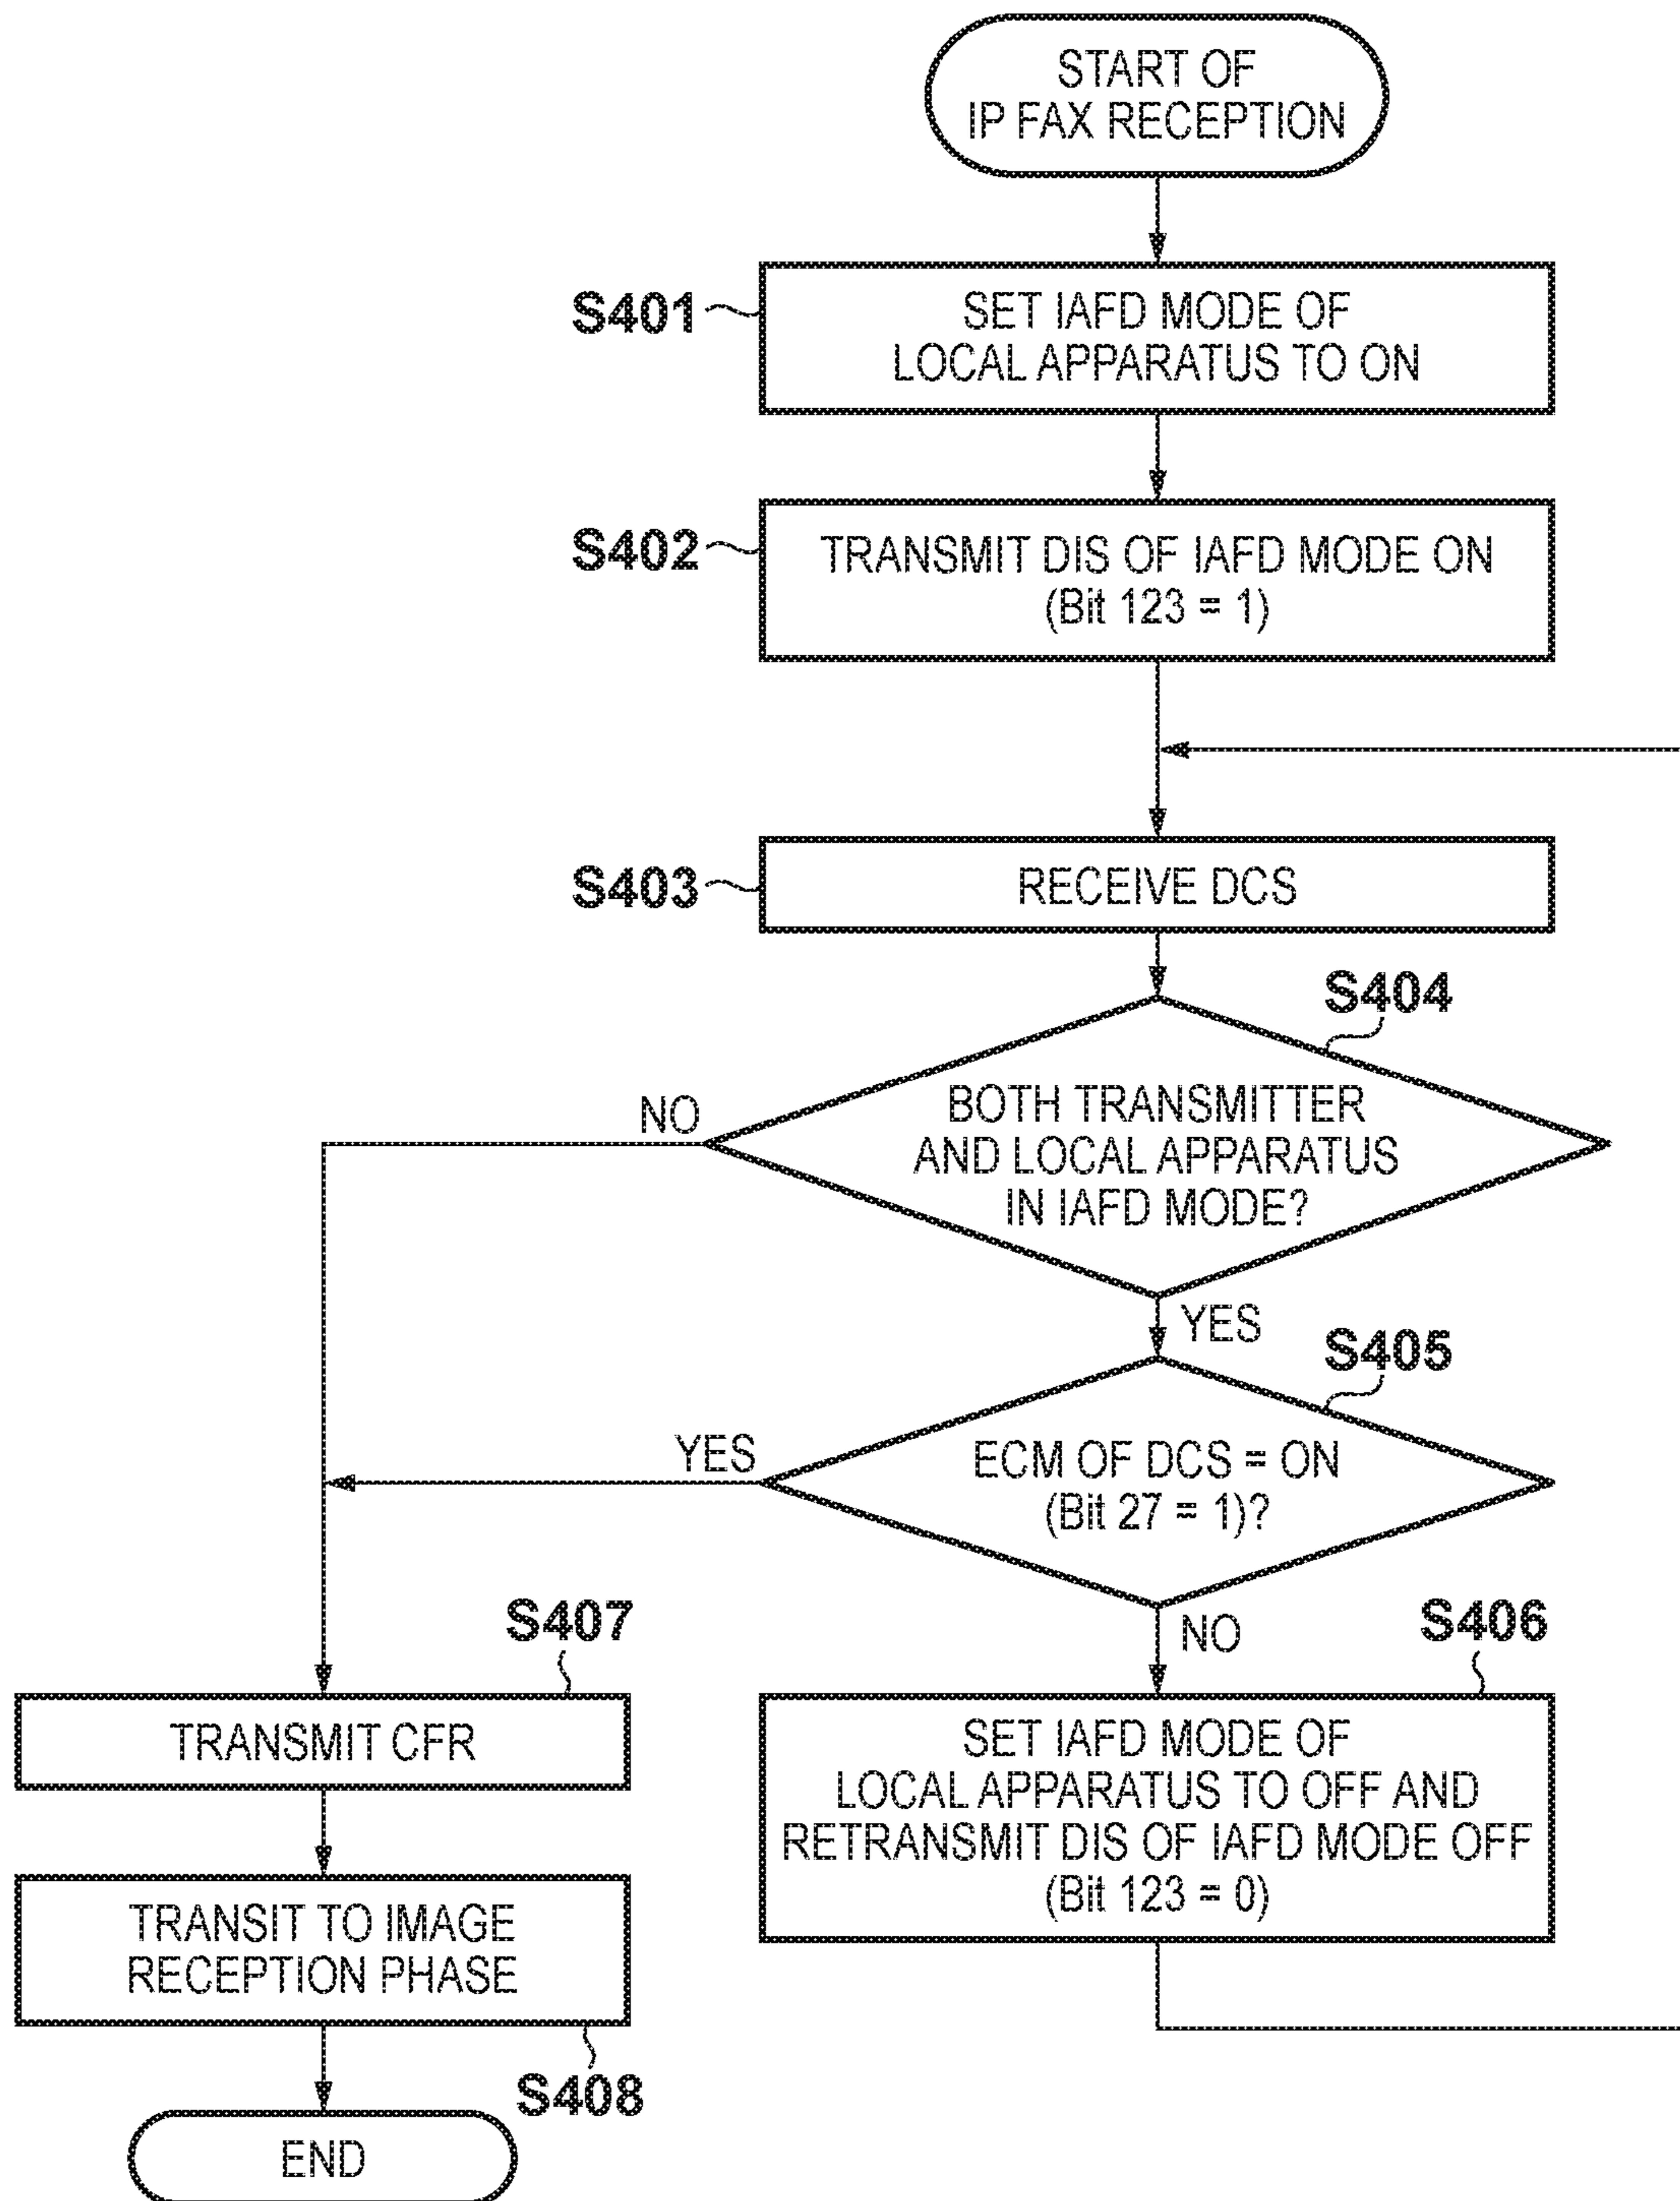 START OF
IP FAX RECEPTION
S401
SET IAFD MODE OF
LOCAL APPARATUS TO ON
S402
TRANSMIT DIS OF IAFD MODE ON
(Bit 123 = 1)
S403
RECEIVE DCS
S404
NO
BOTH TRANSMITTER
AND LOCAL APPARATUS
IN IAFD MODE?
YES
S405
YES
ECM OF DCS = ON
(Bit 27 = 1)?
NO
S407
TRANSMIT CFR
S406
SET IAFD MODE OF
LOCAL APPARATUS TO OFF AND
RETRANSMIT DIS OF IAFD MODE OFF
(Bit 123 = 0)
TRANSIT TO IMAGE
RECEPTION PHASE
S408
END